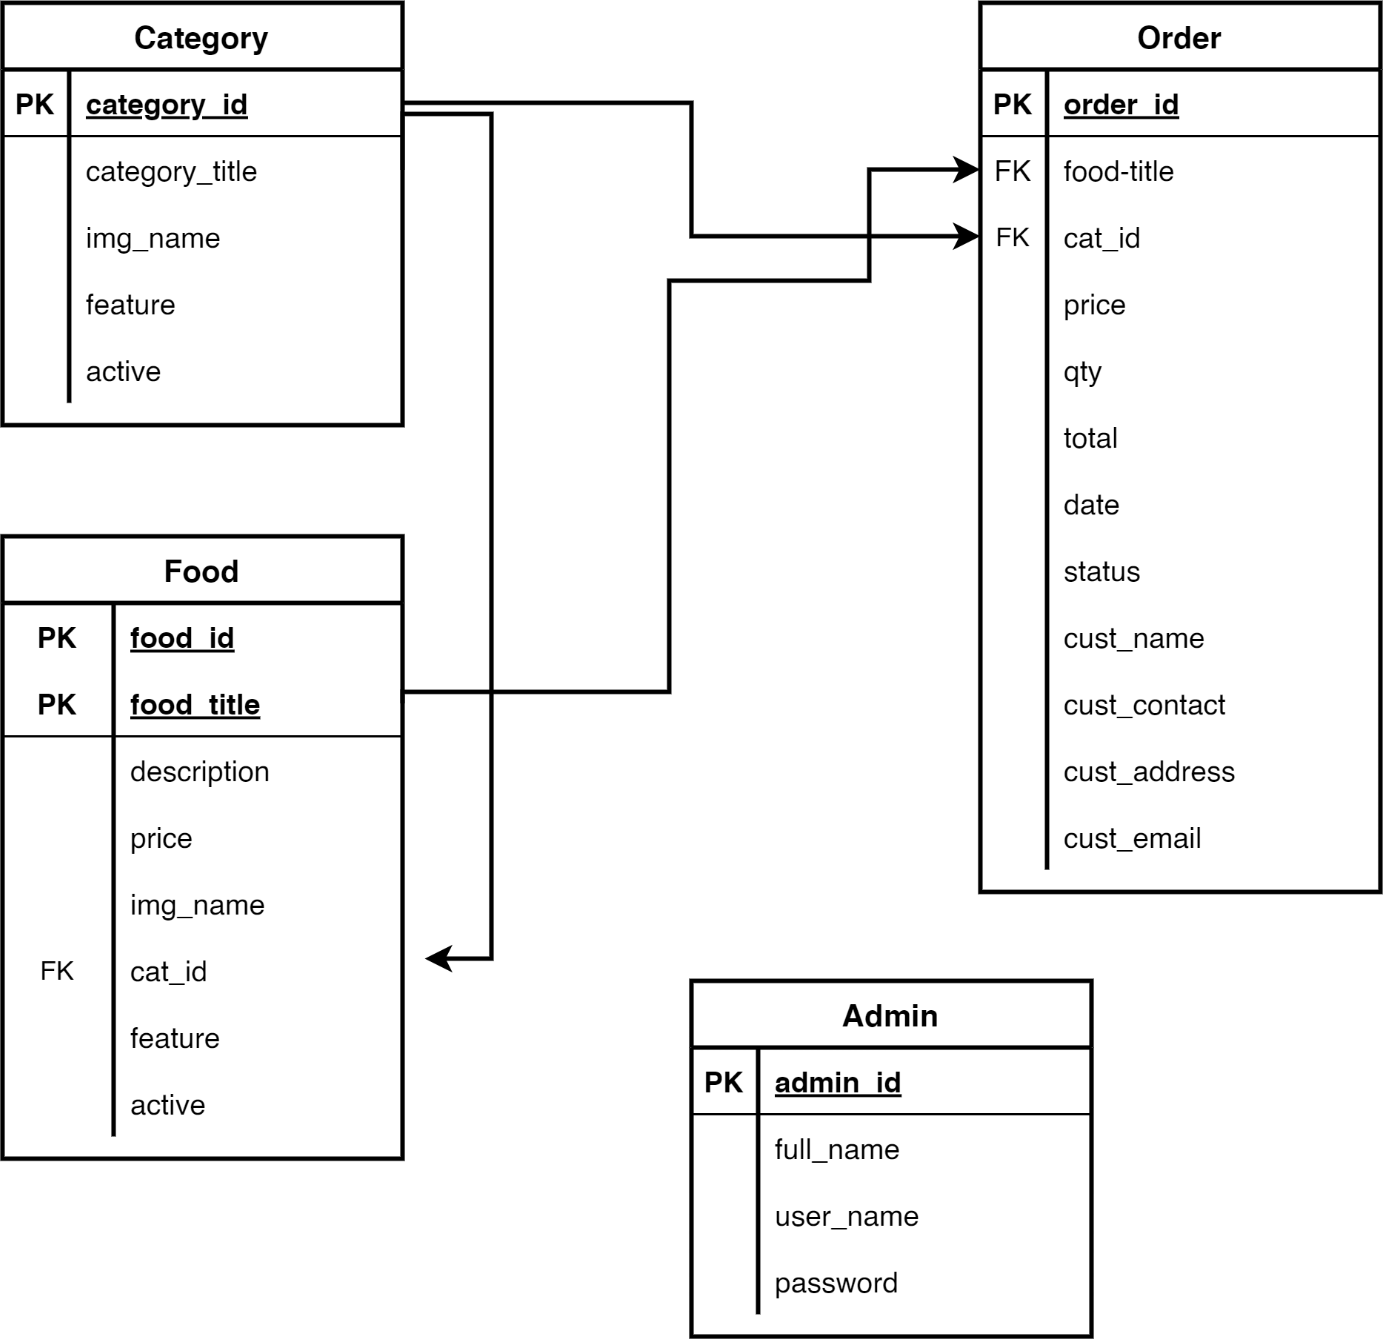 Category
PK category_id
category_title
img_name
feature
active
Order
PK order_id
FK food-title
FK cat_id
price
qty
total
date
status
cust_name
cust_contact
cust_address
cust_email
Food
PK food_id
PK food_title
description
price
img_name
FK cat_id
feature
active
Admin
PK admin_id
full_name
user_name
password